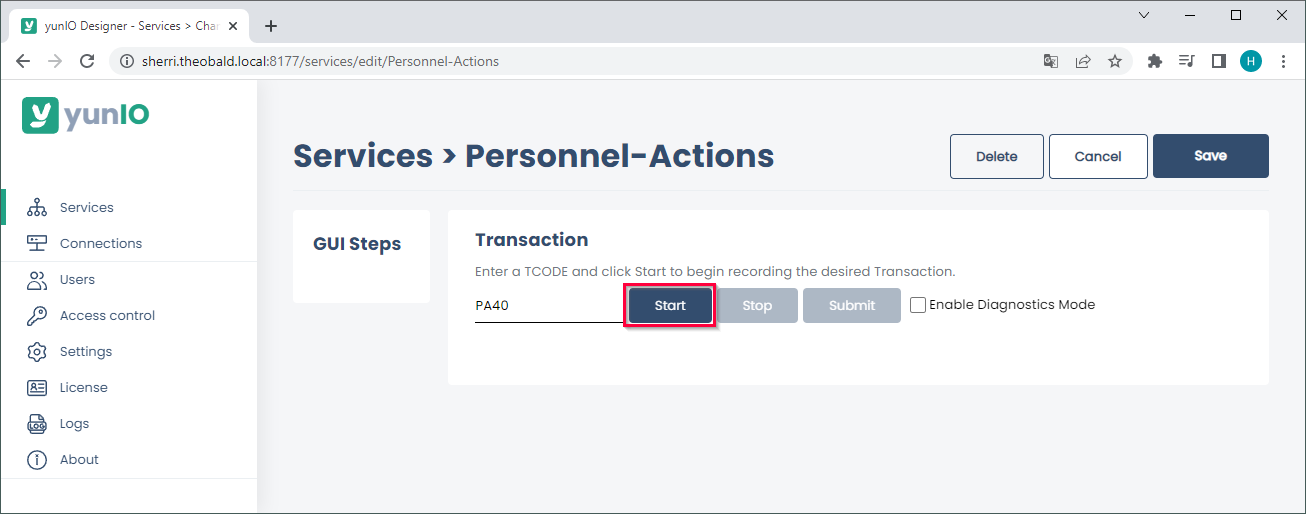 yunIO Designer - Services > Char
sherri.theobald.local:8177/services/edit/Personnel-Actions
H
yunIO
Services > Personnel-Actions
Delete
Cancel
Save
Services
Connections
Users
Access control
Settings
License
LOG
Logs
About
GUI Steps
Transaction
Enter a TCODE and click Start to begin recording the desired Transaction.
PA40
Start
Stop
Submit
Enable Diagnostics Mode